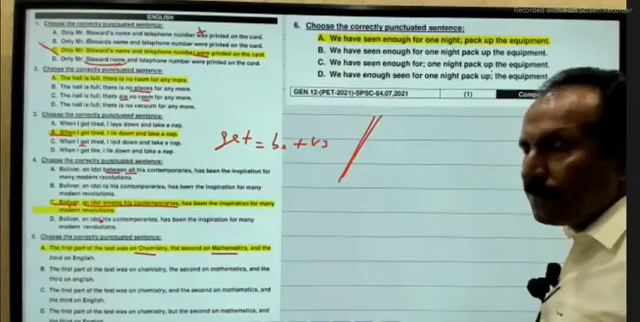 ENGLISH
1. Choose the correctly punctuated sentence:
A. Only Mr. Steward's name and telephone number was printed on the card.
B. Only Mr. Stewards name and telephone number were printed on the card.
C. Only Mr. Steward's name and telephone number were printed on the card.
D. Only Mr. Steward name and telephone number were printed on the card.
2. Choose the correctly punctuated sentence:
A. The hall is full; there is no room for any more.
B. The hall is full; there is no places for any more.
C. The hall is full; there are no room for any more.
D. The hall is full; there is no vacuum for any more.
3. Choose the correctly punctuated sentence:
A. When I get tired, I lays down and take a nap.
B. When I get tired, I lie down and take a nap.
C. When I get tired, I laid down and take a nap.
D. When I get tire, I lie down and take a nap.
4. Choose the correctly punctuated sentence:
A. Boliver, an idol between all his contemporaries, has been the inspiration for
many modern revolutions
B. Boliver, an idol to his contemporaries, has been the inspiration for many
modern revolutions.
C. Boliver, an idol among his contemporaries, has been the inspiration for many
modern revolutions.
D. Boliver, an idol his contemporaries, has been the inspiration for many modern
revolutions.
5. Choose the correctly punctuated sentence:
A. The first part of the test was on Chemistry, the second on Mathematics, and the
third on English.
B. The first part of the test was on chemistry, the second on mathematics, and the
third on english.
C. The first part of the test was on chemistry, and the second on mathematics, and
the third on English.
D. The first part of the test was on chemistry, but the second on mathematics, and
the third on English.
6. Choose the correctly punctuated sentence:
A. We have seen enough for one night; pack up the equipment.
B. We have seen enough for one night pack up the equipment.
C. We have seen enough for; one night pack up the equipment.
D. We have enough seen for one night pack up; the equipment
GEN.12-(PET-2021)-SPSC-04,07,2021 (1)
get = be + v3
Recorded with